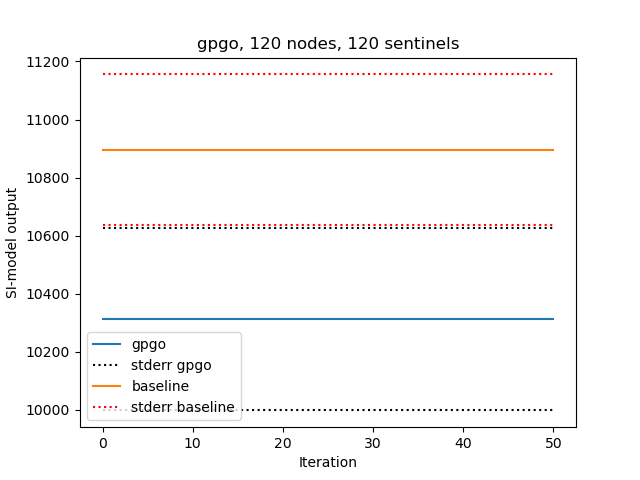 gpgo, 120 nodes, 120 sentinels
11200
11000
10800
10600
10400
10200
10000
SI-model output
gpgo
stderr gpgo
baseline
stderr baseline
0 10 20 30 40 50
Iteration